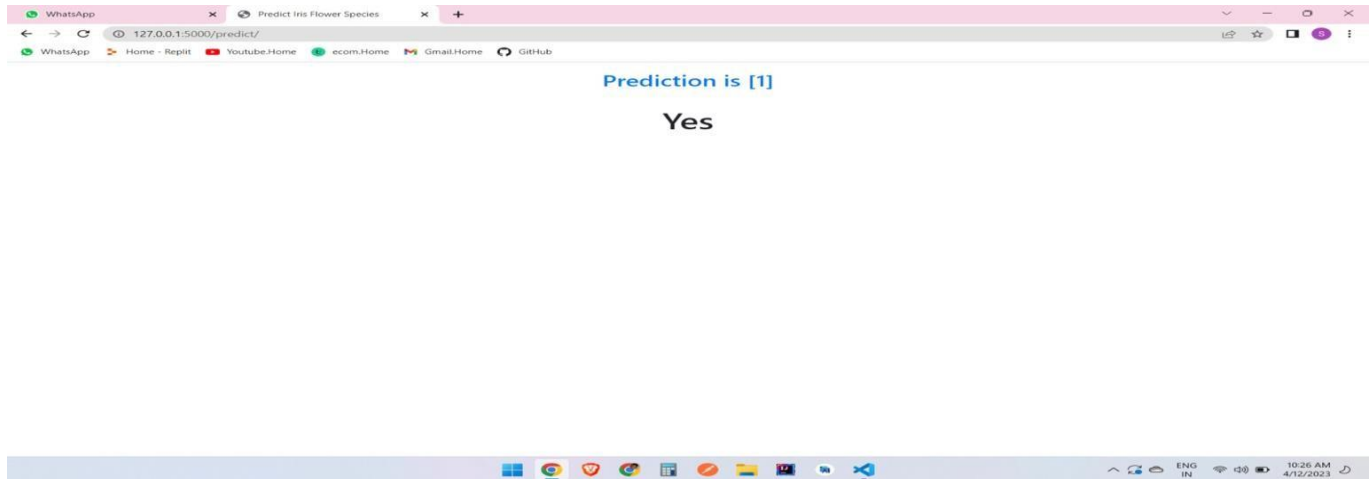 WhatsApp
Predict Iris Flower Species
127.0.0.1:5000/predict/
S
WhatsApp
Home - Replit
Youtube.Home
ecom.Home
Gmail.Home
GitHub
Prediction is [1]
Yes
ENG
IN
10:26 AM
4/12/2023